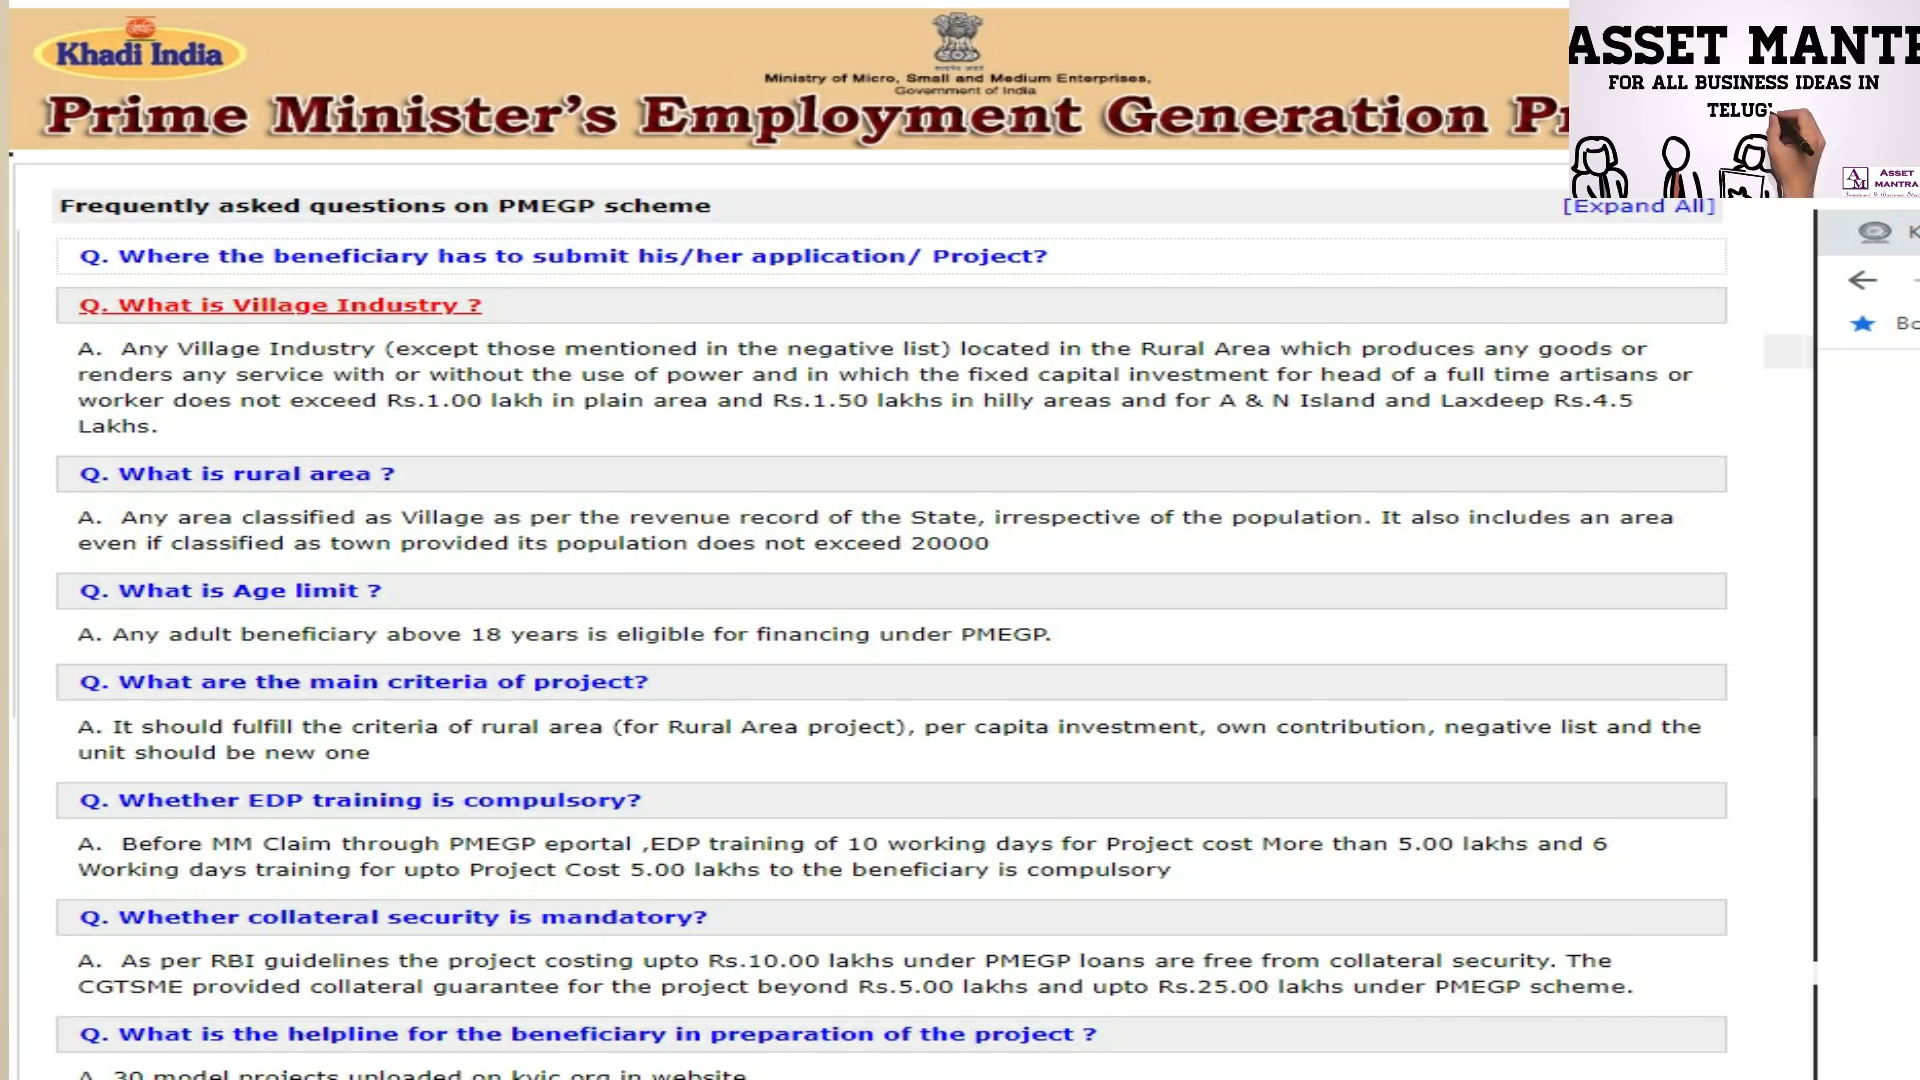 Khadi India
Ministry of Micro, Small and Medium Enterprises,
Government of India
Prime Minister's Employment Generation Pr
ASSET MANTR
FOR ALL BUSINESS IDEAS IN
TELUGU
ASSET
AM MANTRA
Frequently asked questions on PMEGP scheme
[Expand All]
Q. Where the beneficiary has to submit his/her application/ Project?
Q. What is Village Industry ?
A. Any Village Industry (except those mentioned in the negative list) located in the Rural Area which produces any goods or
renders any service with or without the use of power and in which the fixed capital investment for head of a full time artisans or
worker does not exceed Rs.1.00 lakh in plain area and Rs.1.50 lakhs in hilly areas and for A & N Island and Laxdeep Rs.4.5
Lakhs.
Q. What is rural area ?
A. Any area classified as Village as per the revenue record of the State, irrespective of the population. It also includes an area
even if classified as town provided its population does not exceed 20000
Q. What is Age limit ?
A. Any adult beneficiary above 18 years is eligible for financing under PMEGP.
Q. What are the main criteria of project?
A. It should fulfill the criteria of rural area (for Rural Area project), per capita investment, own contribution, negative list and the
unit should be new one
Q. Whether EDP training is compulsory?
A. Before MM Claim through PMEGP eportal ,EDP training of 10 working days for Project cost More than 5.00 lakhs and 6
Working days training for upto Project Cost 5.00 lakhs to the beneficiary is compulsory
Q. Whether collateral security is mandatory?
A. As per RBI guidelines the project costing upto Rs.10.00 lakhs under PMEGP loans are free from collateral security. The
CGTSME provided collateral guarantee for the project beyond Rs.5.00 lakhs and upto Rs.25.00 lakhs under PMEGP scheme.
Q. What is the helpline for the beneficiary in preparation of the project ?
A. 30 model projects uploaded on kvic.org.in website
K
Bo